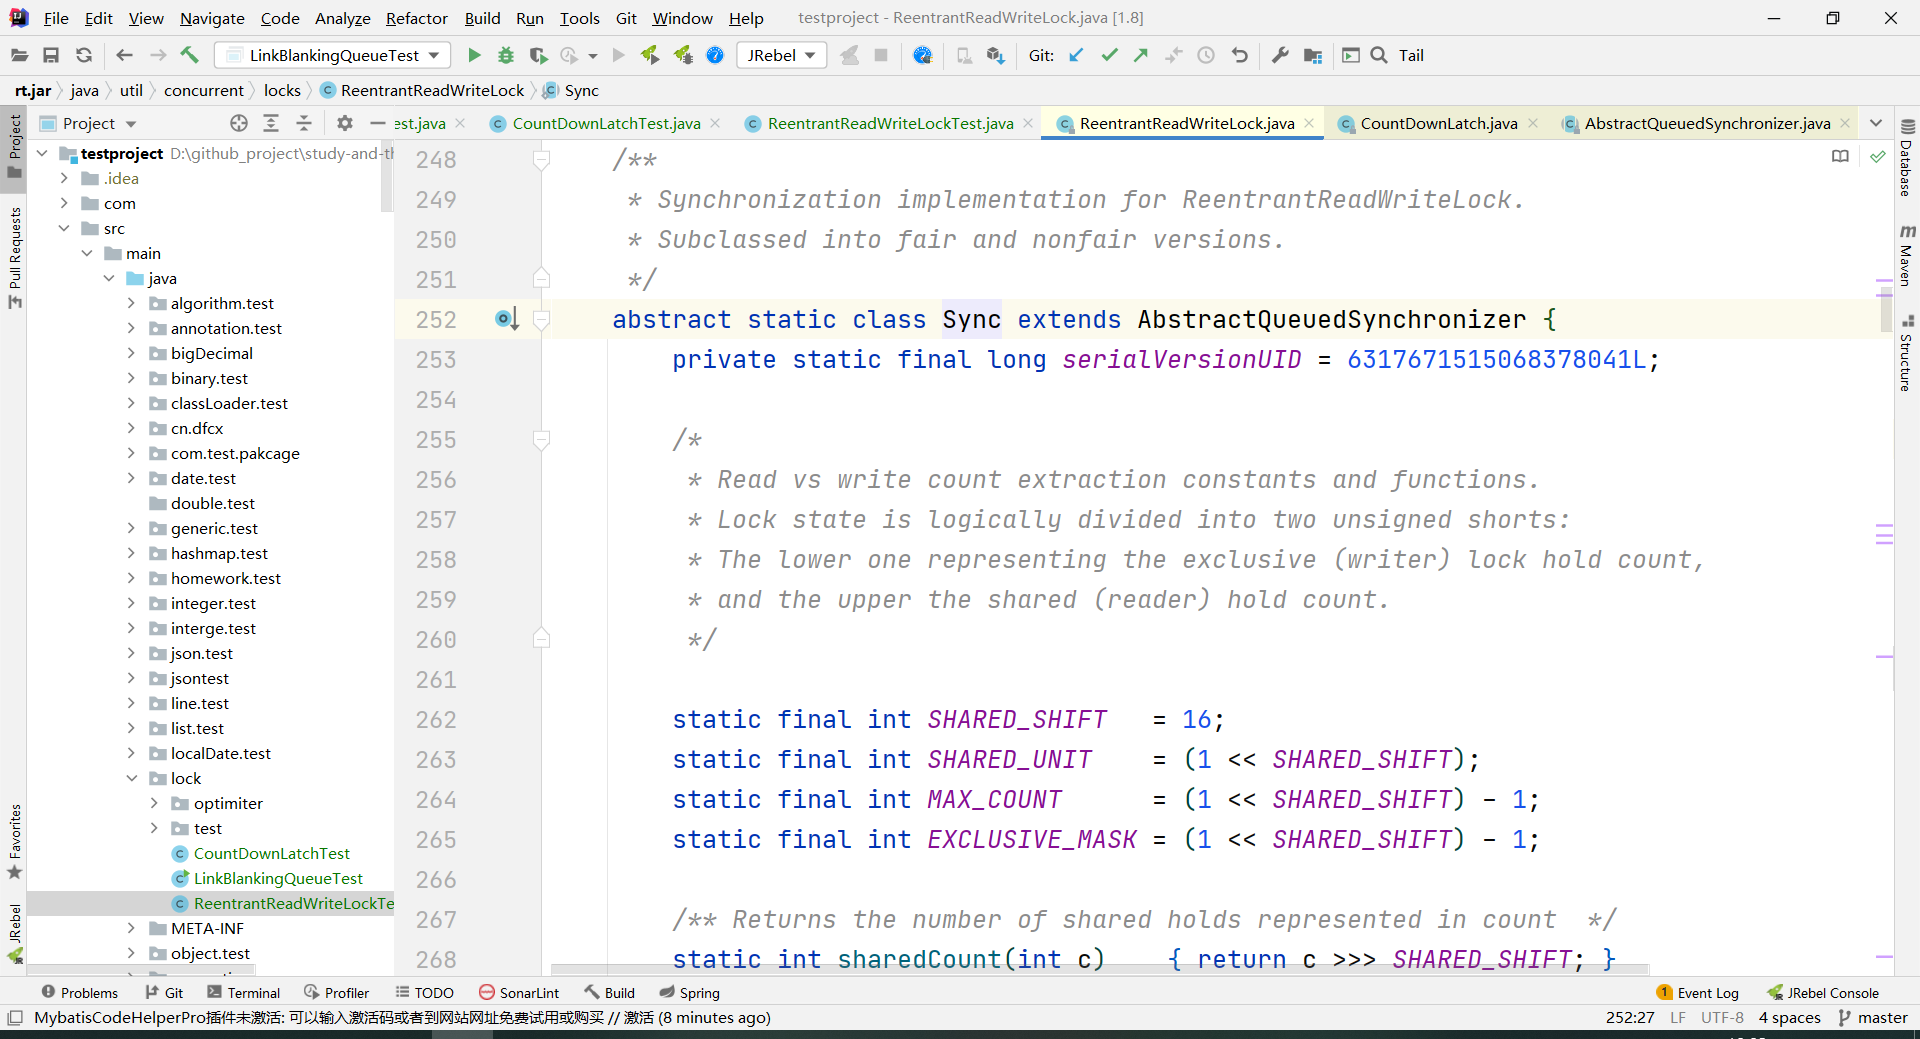 File Edit View Navigate Code Analyze Refactor Build Run Tools Git Window Help testproject - ReentrantReadWriteLock.java [1.8]
LinkBlankingQueueTest JRebel Git: Tail
rt.jar java util concurrent locks ReentrantReadWriteLock Sync
Project est.java CountDownLatchTest.java ReentrantReadWriteLockTest.java ReentrantReadWriteLock.java CountDownLatch.java AbstractQueuedSynchronizer.java
Project
Pull Requests
Favorites
JRebel
testproject D:\github_project\study-and-th
.idea
com
src
main
java
algorithm.test
annotation.test
bigDecimal
binary.test
classLoader.test
cn.dfcx
com.test.pakcage
date.test
double.test
generic.test
hashmap.test
homework.test
integer.test
interge.test
json.test
jsontest
line.test
list.test
localDate.test
lock
optimiter
test
CountDownLatchTest
LinkBlankingQueueTest
ReentrantReadWriteLockTe
META-INF
object.test
248 /**
249 * Synchronization implementation for ReentrantReadWriteLock.
250 * Subclassed into fair and nonfair versions.
251 */
252 abstract static class Sync extends AbstractQueuedSynchronizer {
253 private static final long serialVersionUID = 6317671515068378041L;
254
255 /*
256 * Read vs write count extraction constants and functions.
257 * Lock state is logically divided into two unsigned shorts:
258 * The lower one representing the exclusive (writer) lock hold count,
259 * and the upper the shared (reader) hold count.
260 */
261
262 static final int SHARED_SHIFT = 16;
263 static final int SHARED_UNIT = (1 << SHARED_SHIFT);
264 static final int MAX_COUNT = (1 << SHARED_SHIFT) - 1;
265 static final int EXCLUSIVE_MASK = (1 << SHARED_SHIFT) - 1;
266
267 /** Returns the number of shared holds represented in count */
268 static int sharedCount(int c) { return c >>> SHARED_SHIFT; }
Database
Maven
Structure
Problems Git Terminal Profiler TODO SonarLint Build Spring 1 Event Log JRebel Console
MybatisCodeHelperPro插件未激活: 可以输入激活码或者到网站网址免费试用或购买 // 激活 (8 minutes ago) 252:27 LF UTF-8 4 spaces master